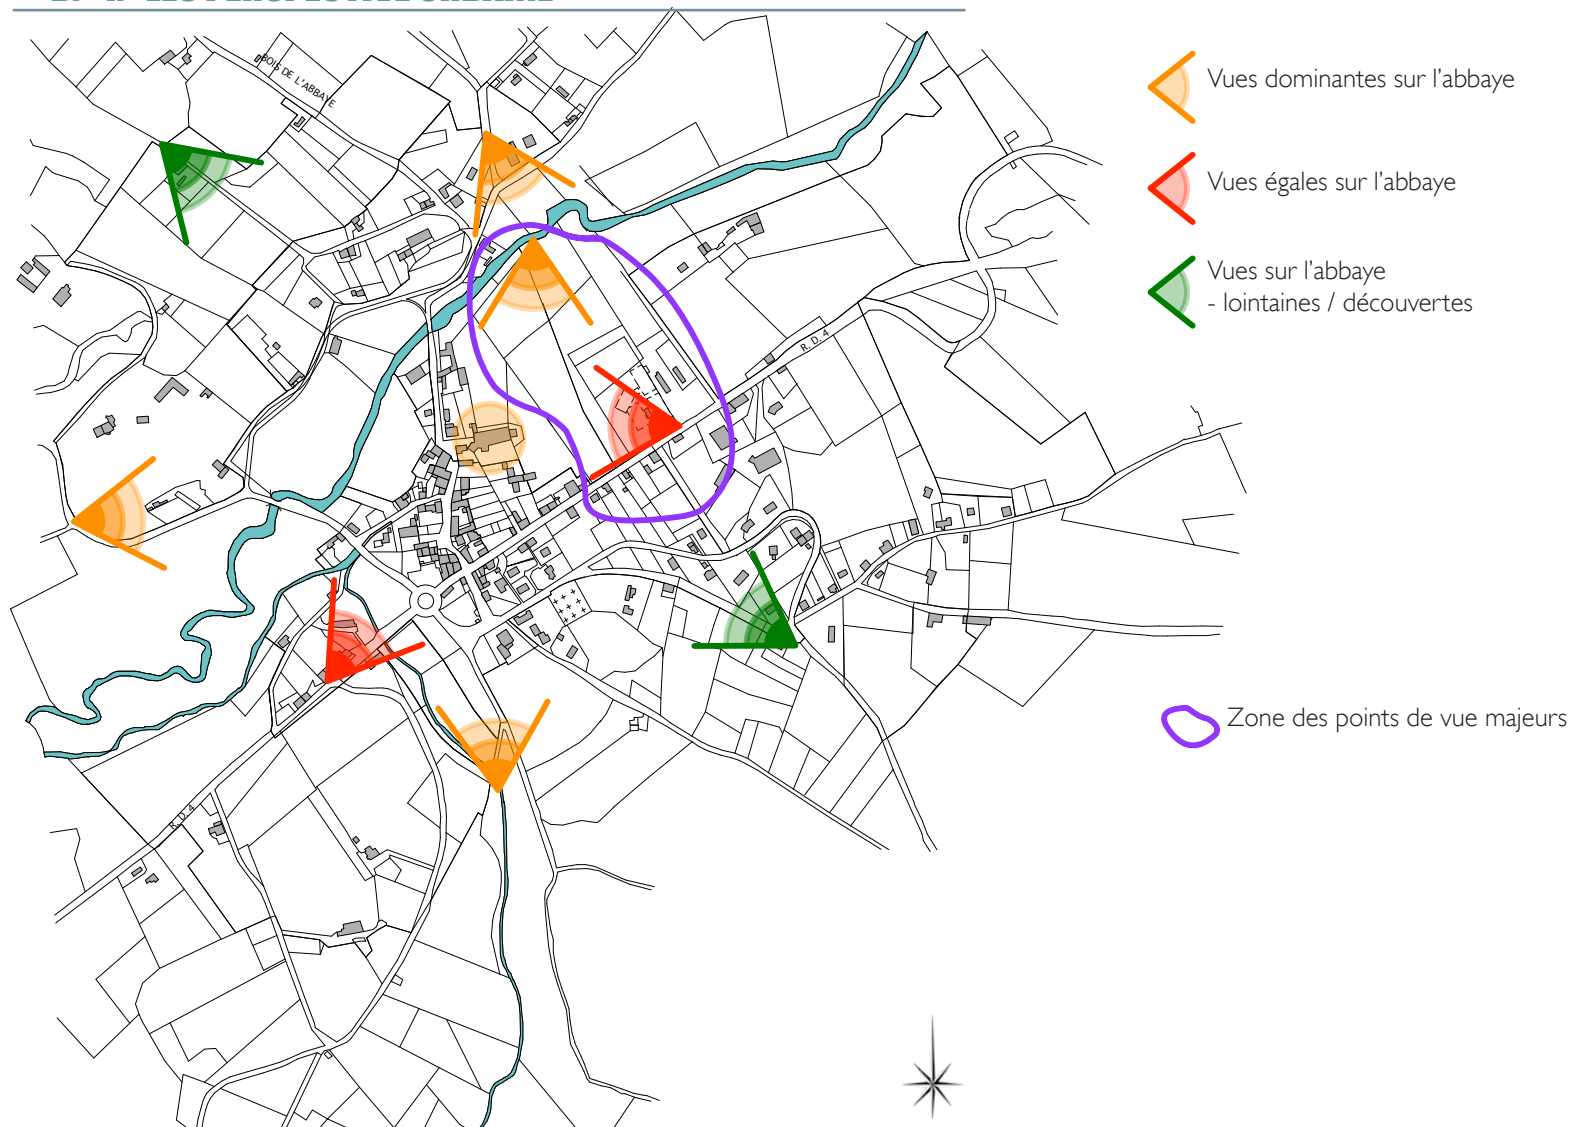 BOIS DE L'ABBAYE
R.D.4
R.D.4
Vues dominantes sur l'abbaye
Vues égales sur l'abbaye
Vues sur l'abbaye
- lointaines / découvertes
Zone des points de vue majeurs